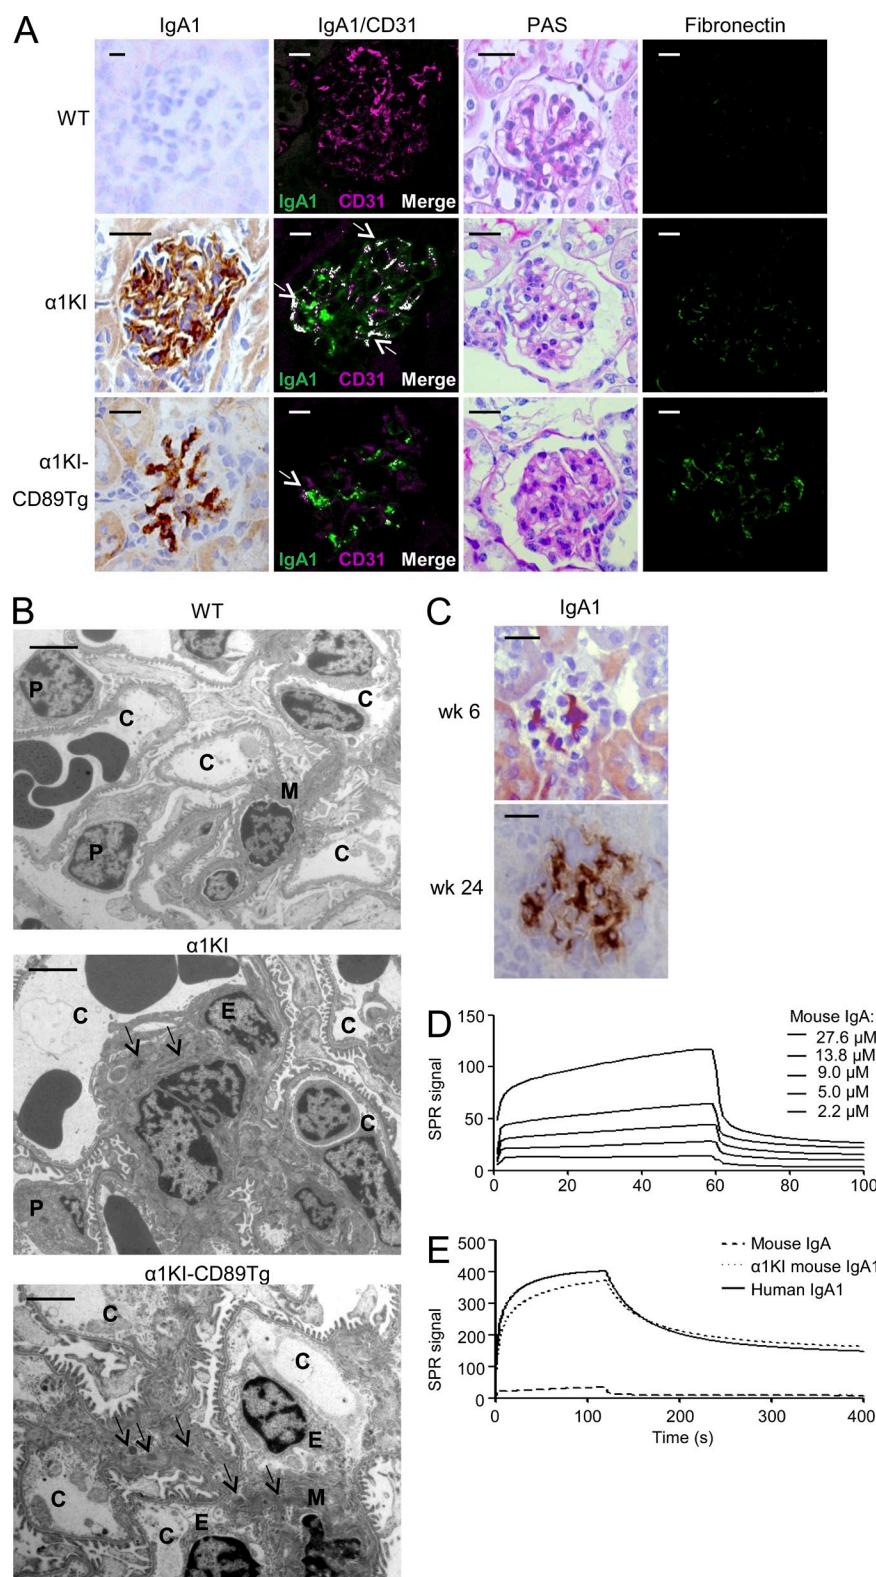 A
IgA1 IgA1/CD31 PAS Fibronectin
WT
IgA1 CD31 Merge
α1KI
IgA1 CD31 Merge
α1KI-
CD89Tg
IgA1 CD31 Merge
B
WT
P
C
C
C
M
P
C
α1KI
C
E
C
C
P
α1KI-CD89Tg
C
C
E
C
M
E
C
C
IgA1
wk 6
wk 24
D
SPR signal
150
100
50
0
0 20 40 60 80 100
Mouse IgA:
27.6 µM
13.8 µM
9.0 µM
5.0 µM
2.2 µM
E
SPR signal
500
400
300
200
100
0
0 100 200 300 400
Time (s)
Mouse IgA
α1KI mouse IgA1
Human IgA1